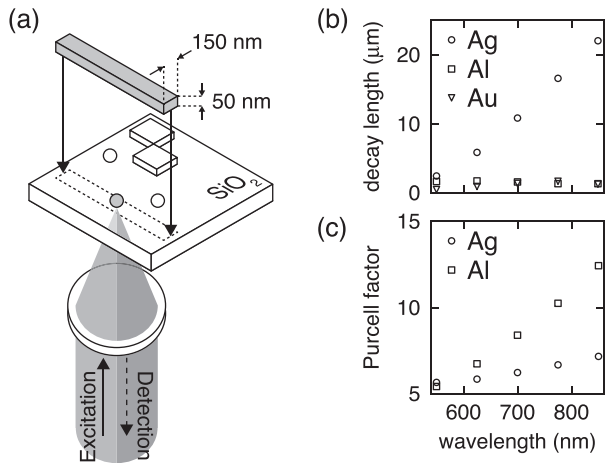 (a)
150 nm
50 nm
SiO2
Excitation
Detection
(b)
decay length (μm)
20
10
0
Ag
Al
Au
(c)
Purcell factor
15
10
5
Ag
Al
600 700 800
wavelength (nm)